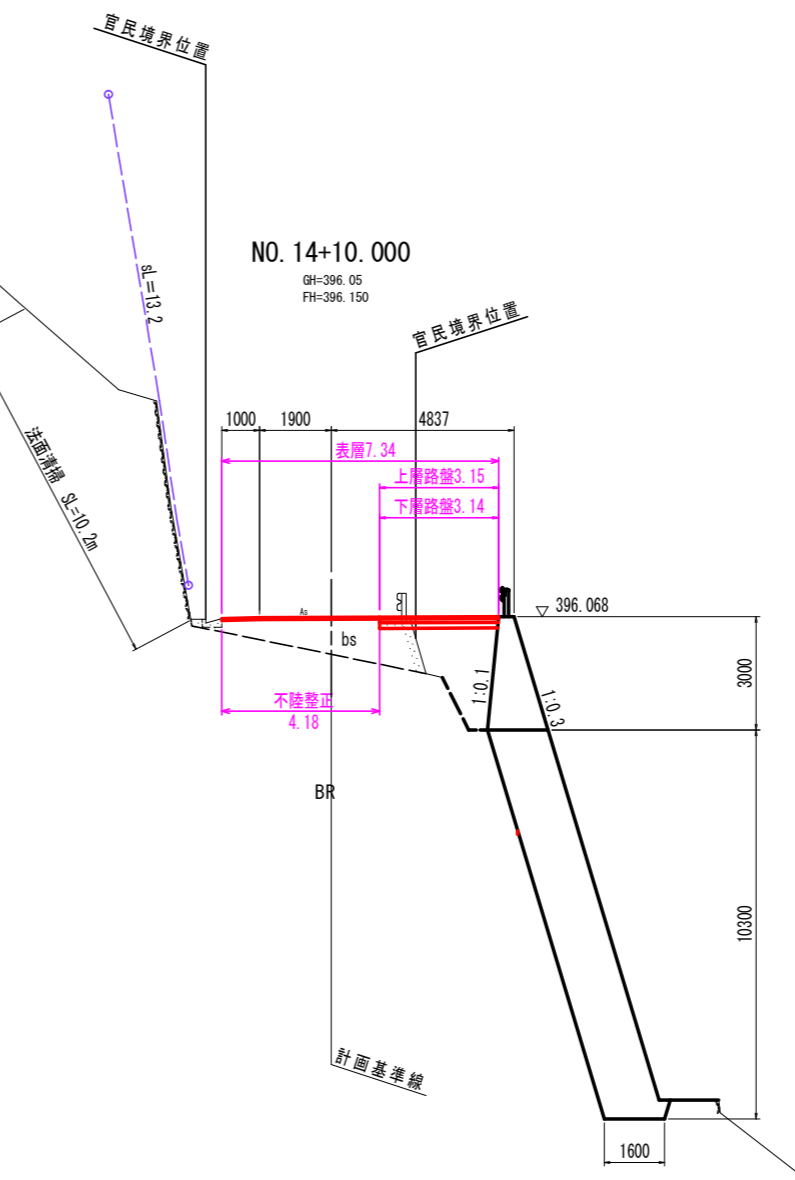 官民境界位置
NO. 14+10.000
GH=396.05
FH=396.150
sL=13.2
官民境界位置
法面清掃 SL=10.2m
1000
1900
4837
表層7.34
上層路盤3.15
下層路盤3.14
As
396.068
bs
3000
1:0.1
1:0.3
不陸整正
4.18
BR
10300
計画基準線
1600